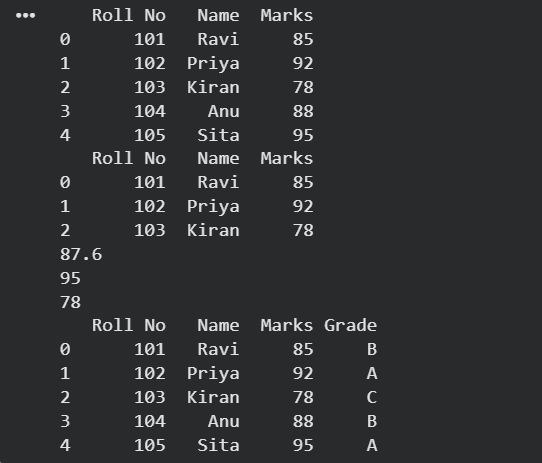 Roll No Name Marks
0 101 Ravi 85
1 102 Priya 92
2 103 Kiran 78
3 104 Anu 88
4 105 Sita 95
Roll No Name Marks
0 101 Ravi 85
1 102 Priya 92
2 103 Kiran 78
87.6
95
78
Roll No Name Marks Grade
0 101 Ravi 85 B
1 102 Priya 92 A
2 103 Kiran 78 C
3 104 Anu 88 B
4 105 Sita 95 A